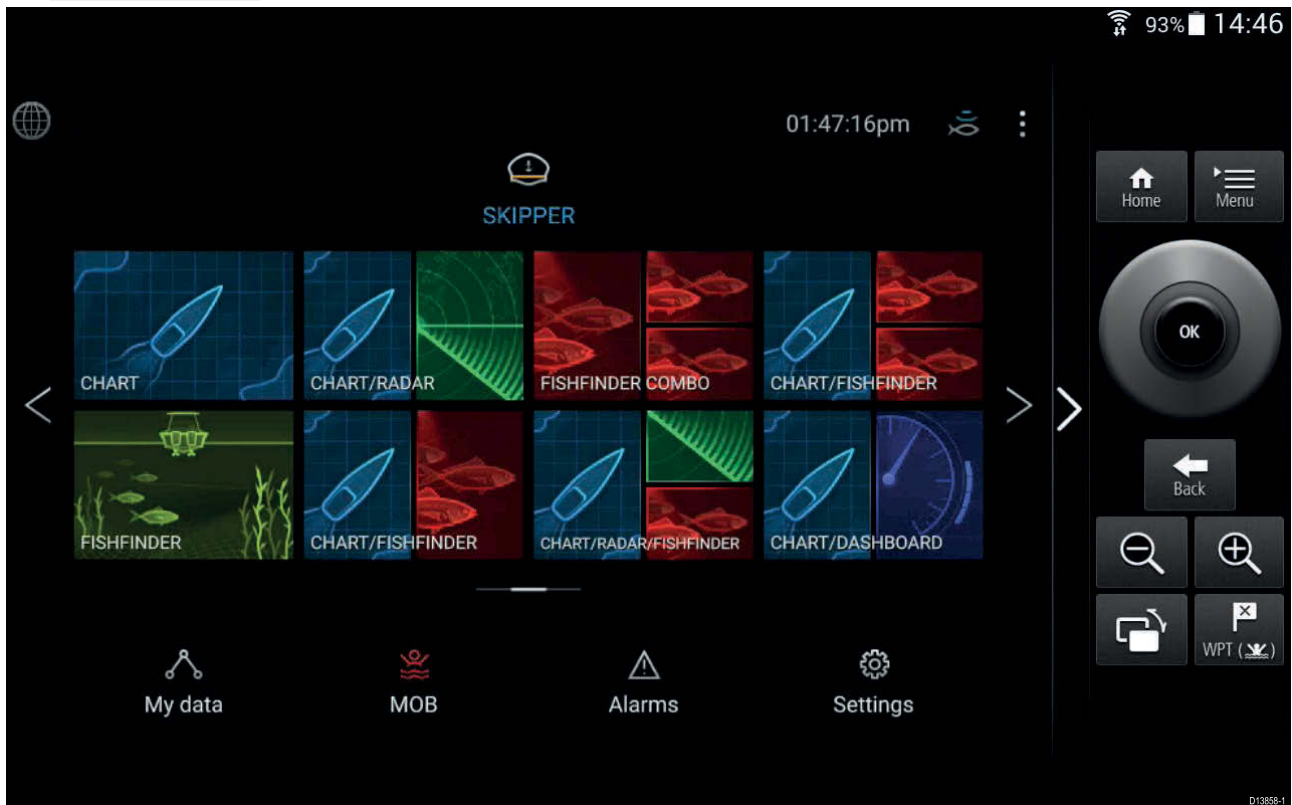 93% 14:46
01:47:16pm
SKIPPER
CHART
CHART/RADAR
FISHFINDER COMBO
CHART/FISHFINDER
FISHFINDER
CHART/FISHFINDER
CHART/RADAR/FISHFINDER
CHART/DASHBOARD
My data
MOB
Alarms
Settings
Home
Menu
OK
Back
WPT ( )
D13858-1